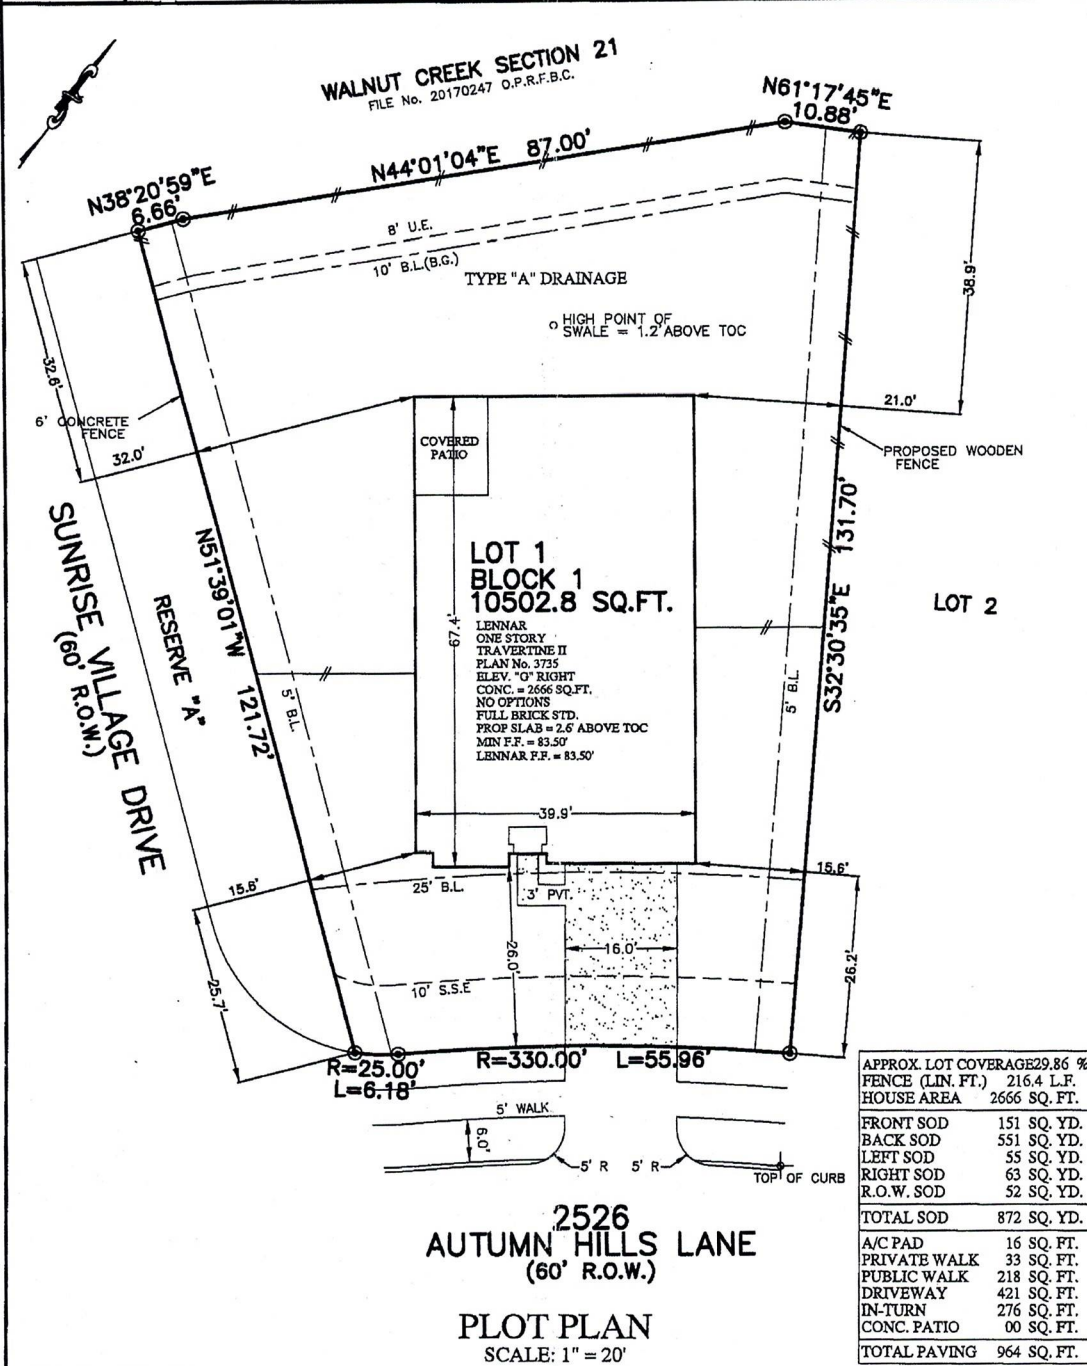 WALNUT CREEK SECTION 21
FILE No. 20170247 O.P.R.F.B.C.
N61°17'45"E
10.88'
N44°01'04"E 87.00'
N38°20'59"E
6.66'
8' U.E.
10' B.L.(B.G.)
TYPE "A" DRAINAGE
HIGH POINT OF
SWALE = 1.2' ABOVE TOC
38.9'
32.6'
6' CONCRETE
FENCE
32.0'
21.0'
COVERED
PATIO
PROPOSED WOODEN
FENCE
SUNRISE VILLAGE DRIVE
(60' R.O.W.)
RESERVE "A"
N51°39'01"W 121.72'
5' B.L.
67.4'
LOT 1
BLOCK 1
10502.8 SQ.FT.
LENNAR
ONE STORY
TRAVERTINE II
PLAN No. 3735
ELEV. "G" RIGHT
CONC. = 2666 SQ.FT.
NO OPTIONS
FULL BRICK STD.
PROP SLAB = 2.6' ABOVE TOC
MIN F.F. = 83.50'
LENNAR F.F. = 83.50'
5' B.L.
S32°30'35"E 131.70'
LOT 2
39.9'
15.6'
25' B.L.
3' PVT.
15.6'
25.7'
26.0'
16.0'
26.2'
10' S.S.E
R=25.00'
L=6.18'
R=330.00' L=55.96'
5' WALK
6.0'
5' R
5' R
TOP OF CURB
2526
AUTUMN HILLS LANE
(60' R.O.W.)
PLOT PLAN
SCALE: 1" = 20'
APPROX. LOT COVERAGE29.86 %
FENCE (LIN. FT.) 216.4 L.F.
HOUSE AREA 2666 SQ. FT.
FRONT SOD 151 SQ. YD.
BACK SOD 551 SQ. YD.
LEFT SOD 55 SQ. YD.
RIGHT SOD 63 SQ. YD.
R.O.W. SOD 52 SQ. YD.
TOTAL SOD 872 SQ. YD.
A/C PAD 16 SQ. FT.
PRIVATE WALK 33 SQ. FT.
PUBLIC WALK 218 SQ. FT.
DRIVEWAY 421 SQ. FT.
IN-TURN 276 SQ. FT.
CONC. PATIO 00 SQ. FT.
TOTAL PAVING 964 SQ. FT.